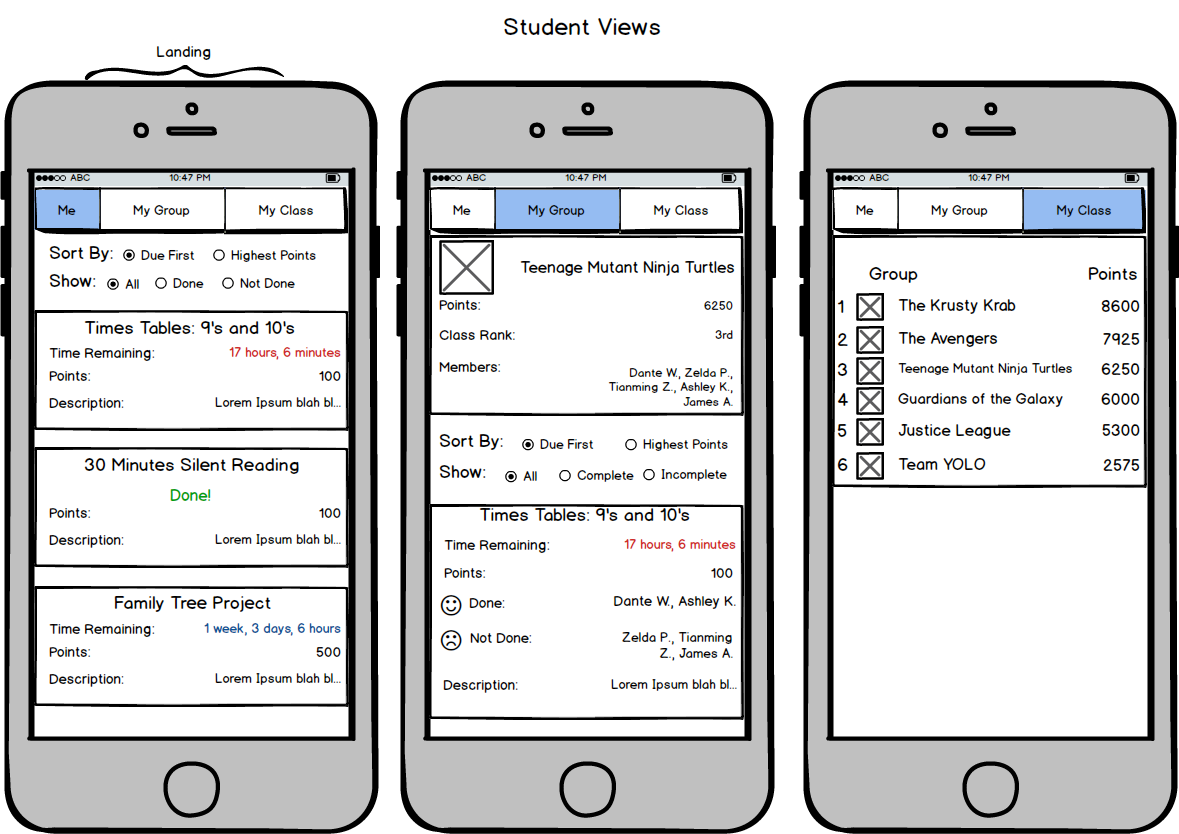 Student Views
Landing
ABC 10:47 PM
Me My Group My Class
Sort By: Due First Highest Points
Show: All Done Not Done
Times Tables: 9's and 10's
Time Remaining: 17 hours, 6 minutes
Points: 100
Description: Lorem Ipsum blah bl...
30 Minutes Silent Reading
Done!
Points: 100
Description: Lorem Ipsum blah bl...
Family Tree Project
Time Remaining: 1 week, 3 days, 6 hours
Points: 500
Description: Lorem Ipsum blah bl...
ABC 10:47 PM
Me My Group My Class
Teenage Mutant Ninja Turtles
Points: 6250
Class Rank: 3rd
Members: Dante W., Zelda P.,
Tianming Z., Ashley K.,
James A.
Sort By: Due First Highest Points
Show: All Complete Incomplete
Times Tables: 9's and 10's
Time Remaining: 17 hours, 6 minutes
Points: 100
Done: Dante W., Ashley K.
Not Done: Zelda P., Tianming
Z., James A.
Description: Lorem Ipsum blah bl...
ABC 10:47 PM
Me My Group My Class
Group Points
1 The Krusty Krab 8600
2 The Avengers 7925
3 Teenage Mutant Ninja Turtles 6250
4 Guardians of the Galaxy 6000
5 Justice League 5300
6 Team YOLO 2575